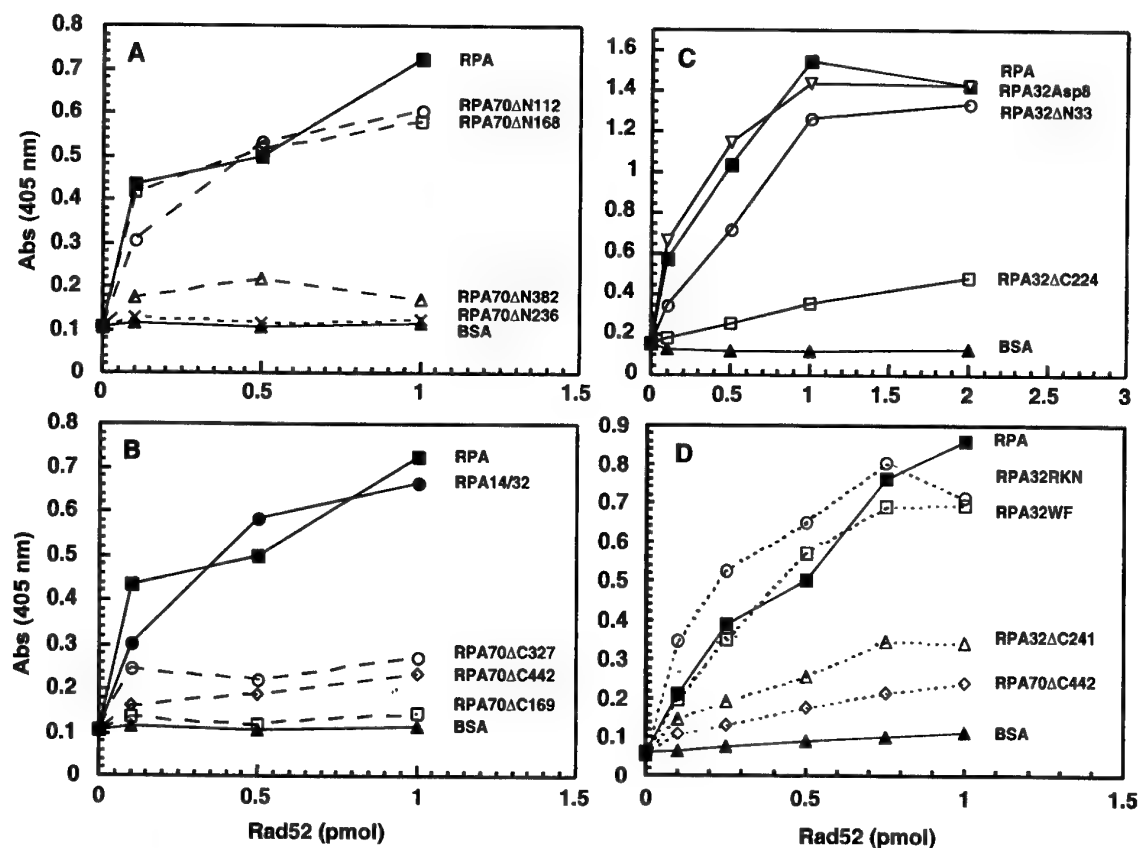 A
Abs (405 nm)
0.8
0.7
0.6
0.5
0.4
0.3
0.2
0.1
0
0
0.5
1
1.5
RPA
RPA70ΔN112
RPA70ΔN168
RPA70ΔN382
RPA70ΔN236
BSA
C
1.6
1.4
1.2
1
0.8
0.6
0.4
0.2
0
0
0.5
1
1.5
2
2.5
3
RPA
RPA32Asp8
RPA32ΔN33
RPA32ΔC224
BSA
B
Abs (405 nm)
0.8
0.7
0.6
0.5
0.4
0.3
0.2
0.1
0
0
0.5
1
1.5
Rad52 (pmol)
RPA
RPA14/32
RPA70ΔC327
RPA70ΔC442
RPA70ΔC169
BSA
D
0.9
0.8
0.7
0.6
0.5
0.4
0.3
0.2
0.1
0
0
0.5
1
1.5
Rad52 (pmol)
RPA
RPA32RKN
RPA32WF
RPA32ΔC241
RPA70ΔC442
BSA